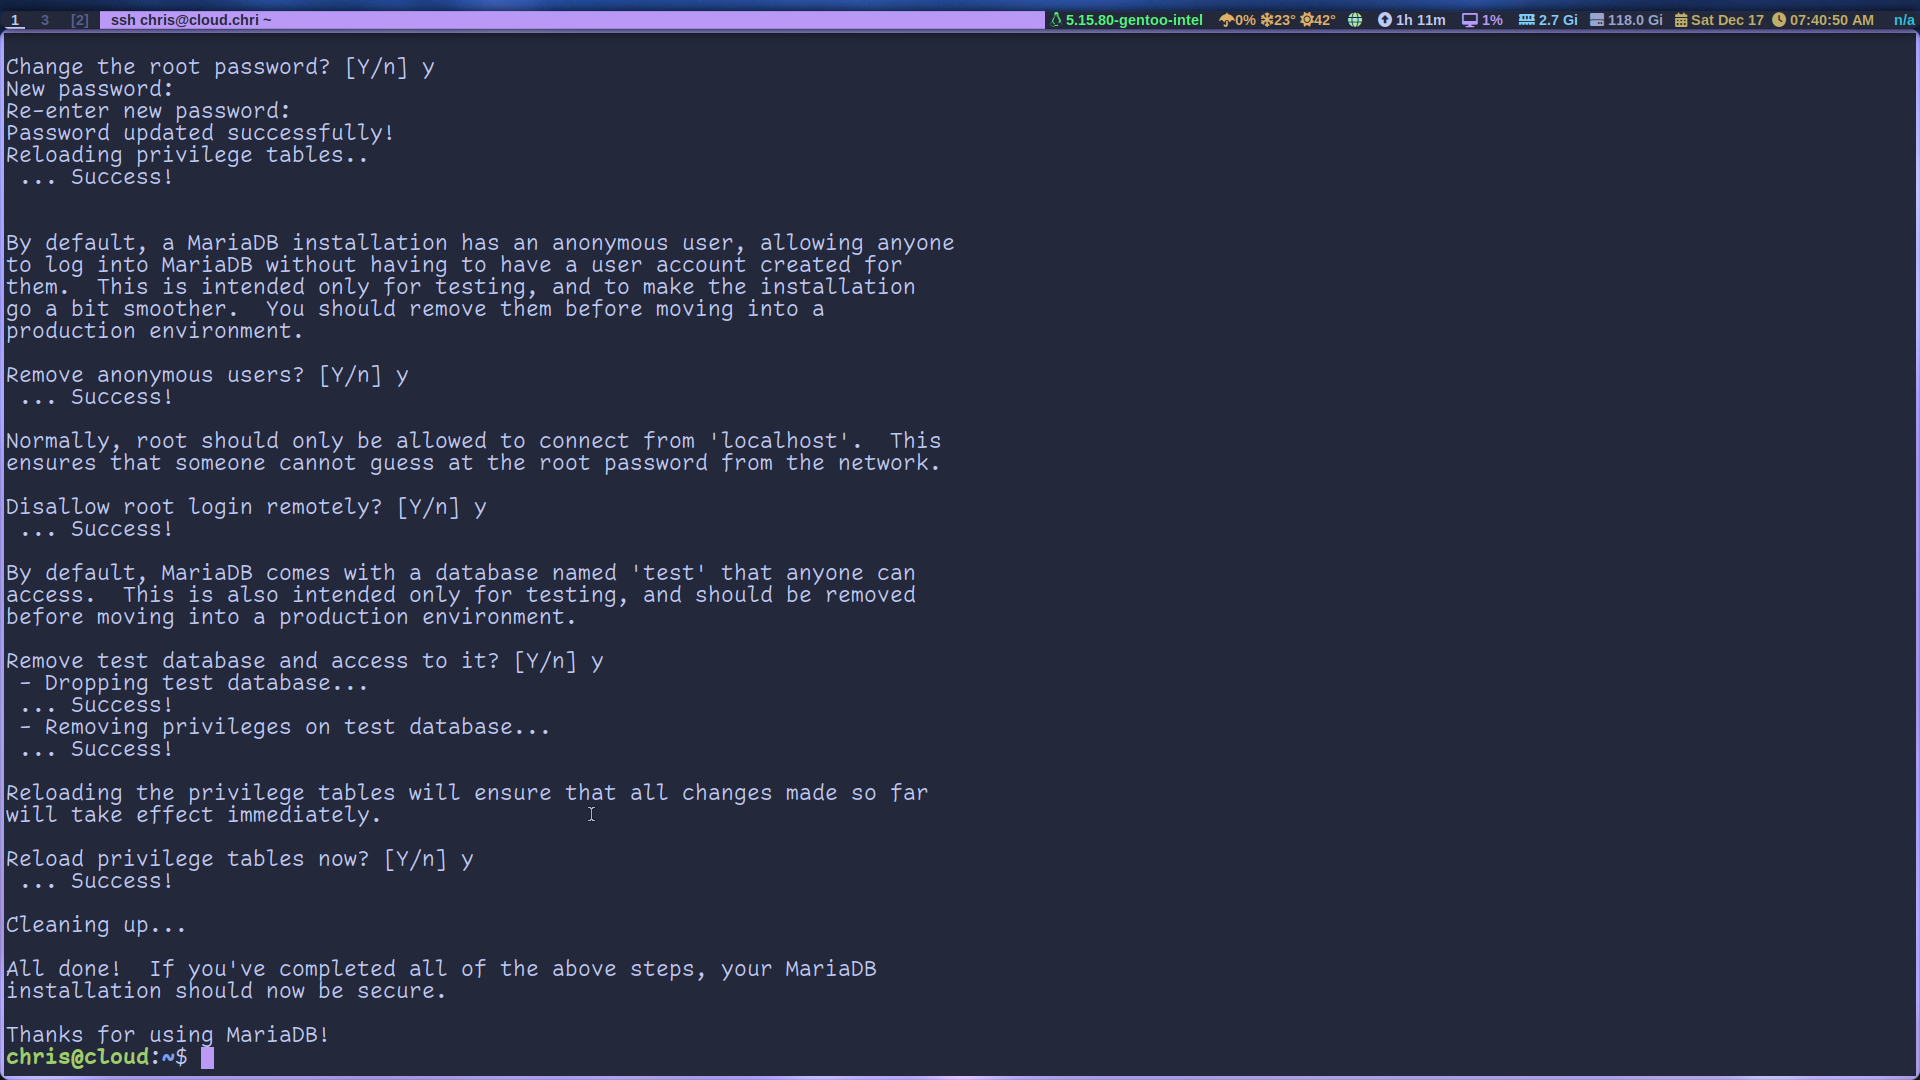 1 3 [2] ssh chris@cloud.chri ~ 5.15.80-gentoo-intel 0% 23° 42° 1h 11m 1% 2.7 Gi 118.0 Gi Sat Dec 17 07:40:50 AM n/a
Change the root password? [Y/n] y
New password:
Re-enter new password:
Password updated successfully!
Reloading privilege tables..
 ... Success!
By default, a MariaDB installation has an anonymous user, allowing anyone
to log into MariaDB without having to have a user account created for
them.  This is intended only for testing, and to make the installation
go a bit smoother.  You should remove them before moving into a
production environment.
Remove anonymous users? [Y/n] y
 ... Success!
Normally, root should only be allowed to connect from 'localhost'.  This
ensures that someone cannot guess at the root password from the network.
Disallow root login remotely? [Y/n] y
 ... Success!
By default, MariaDB comes with a database named 'test' that anyone can
access.  This is also intended only for testing, and should be removed
before moving into a production environment.
Remove test database and access to it? [Y/n] y
 - Dropping test database...
 ... Success!
 - Removing privileges on test database...
 ... Success!
Reloading the privilege tables will ensure that all changes made so far
will take effect immediately.
Reload privilege tables now? [Y/n] y
 ... Success!
Cleaning up...
All done!  If you've completed all of the above steps, your MariaDB
installation should now be secure.
Thanks for using MariaDB!
chris@cloud:~$